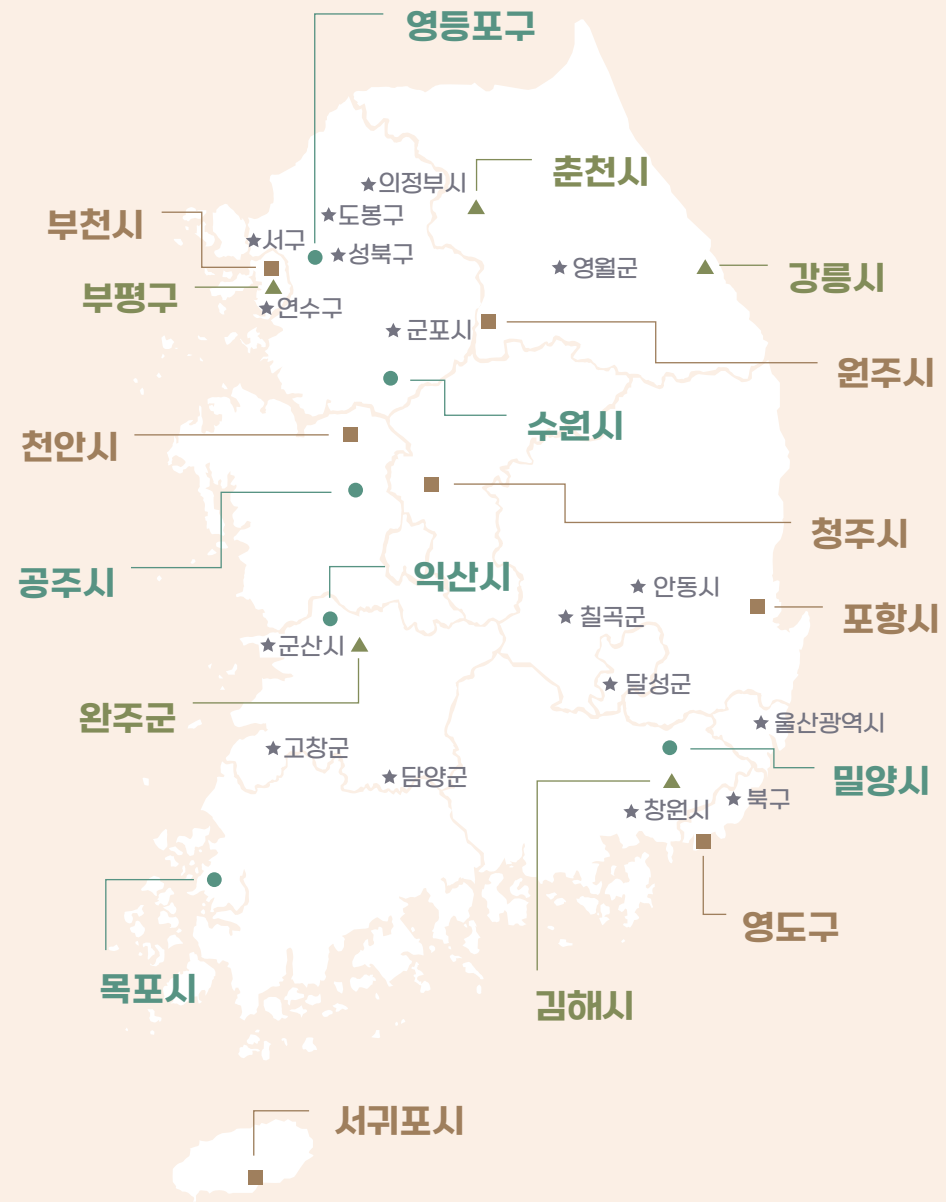 영등포구
춘천시
★의정부시
★도봉구
부천시
★서구
★성북구
★영월군
강릉시
부평구
★연수구
★군포시
원주시
수원시
천안시
청주시
공주시
익산시
★안동시
★칠곡군
포항시
★군산시
★달성군
완주군
★울산광역시
★고창군
★담양군
밀양시
★북구
★창원시
영도구
목포시
김해시
서귀포시